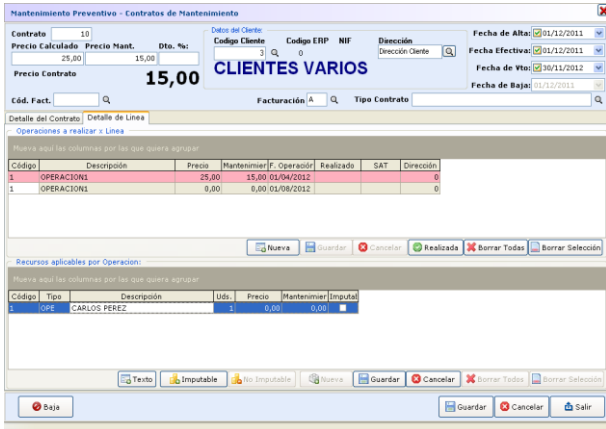 Mantenimiento Preventivo - Contratos de Mantenimiento
Contrato 10
Precio Calculado Precio Mant. Dto. %:
25,00 15,00
Precio Contrato 15,00
Cód. Fact.
Datos del Cliente:
Codigo Cliente Codigo ERP NIF Dirección
3 0 Dirección Cliente
CLIENTES VARIOS
Facturación A Tipo Contrato
Fecha de Alta: 01/12/2011
Fecha Efectiva: 01/12/2011
Fecha de Vto: 30/11/2012
Fecha de Baja: 01/12/2011
Detalle del Contrato Detalle de Linea
Operaciones a realizar x Linea
Mueva aquí las columnas por las que quiera agrupar
Código Descripción Precio Mantenimier F. Operaciór Realizado SAT Dirección
1 OPERACION1 25,00 15,00 01/04/2012 0
1 OPERACION1 0,00 0,00 01/08/2012 0
Nueva Guardar Cancelar Realizada Borrar Todas Borrar Selección
Recursos aplicables por Operacion:
Mueva aquí las columnas por las que quiera agrupar
Código Tipo Descripción Uds. Precio Mantenimier Imputal
1 OPE CARLOS PEREZ 1 0,00 0,00
Texto Imputable No Imputable Nueva Guardar Cancelar Borrar Todos Borrar Selección
Baja Guardar Cancelar Salir